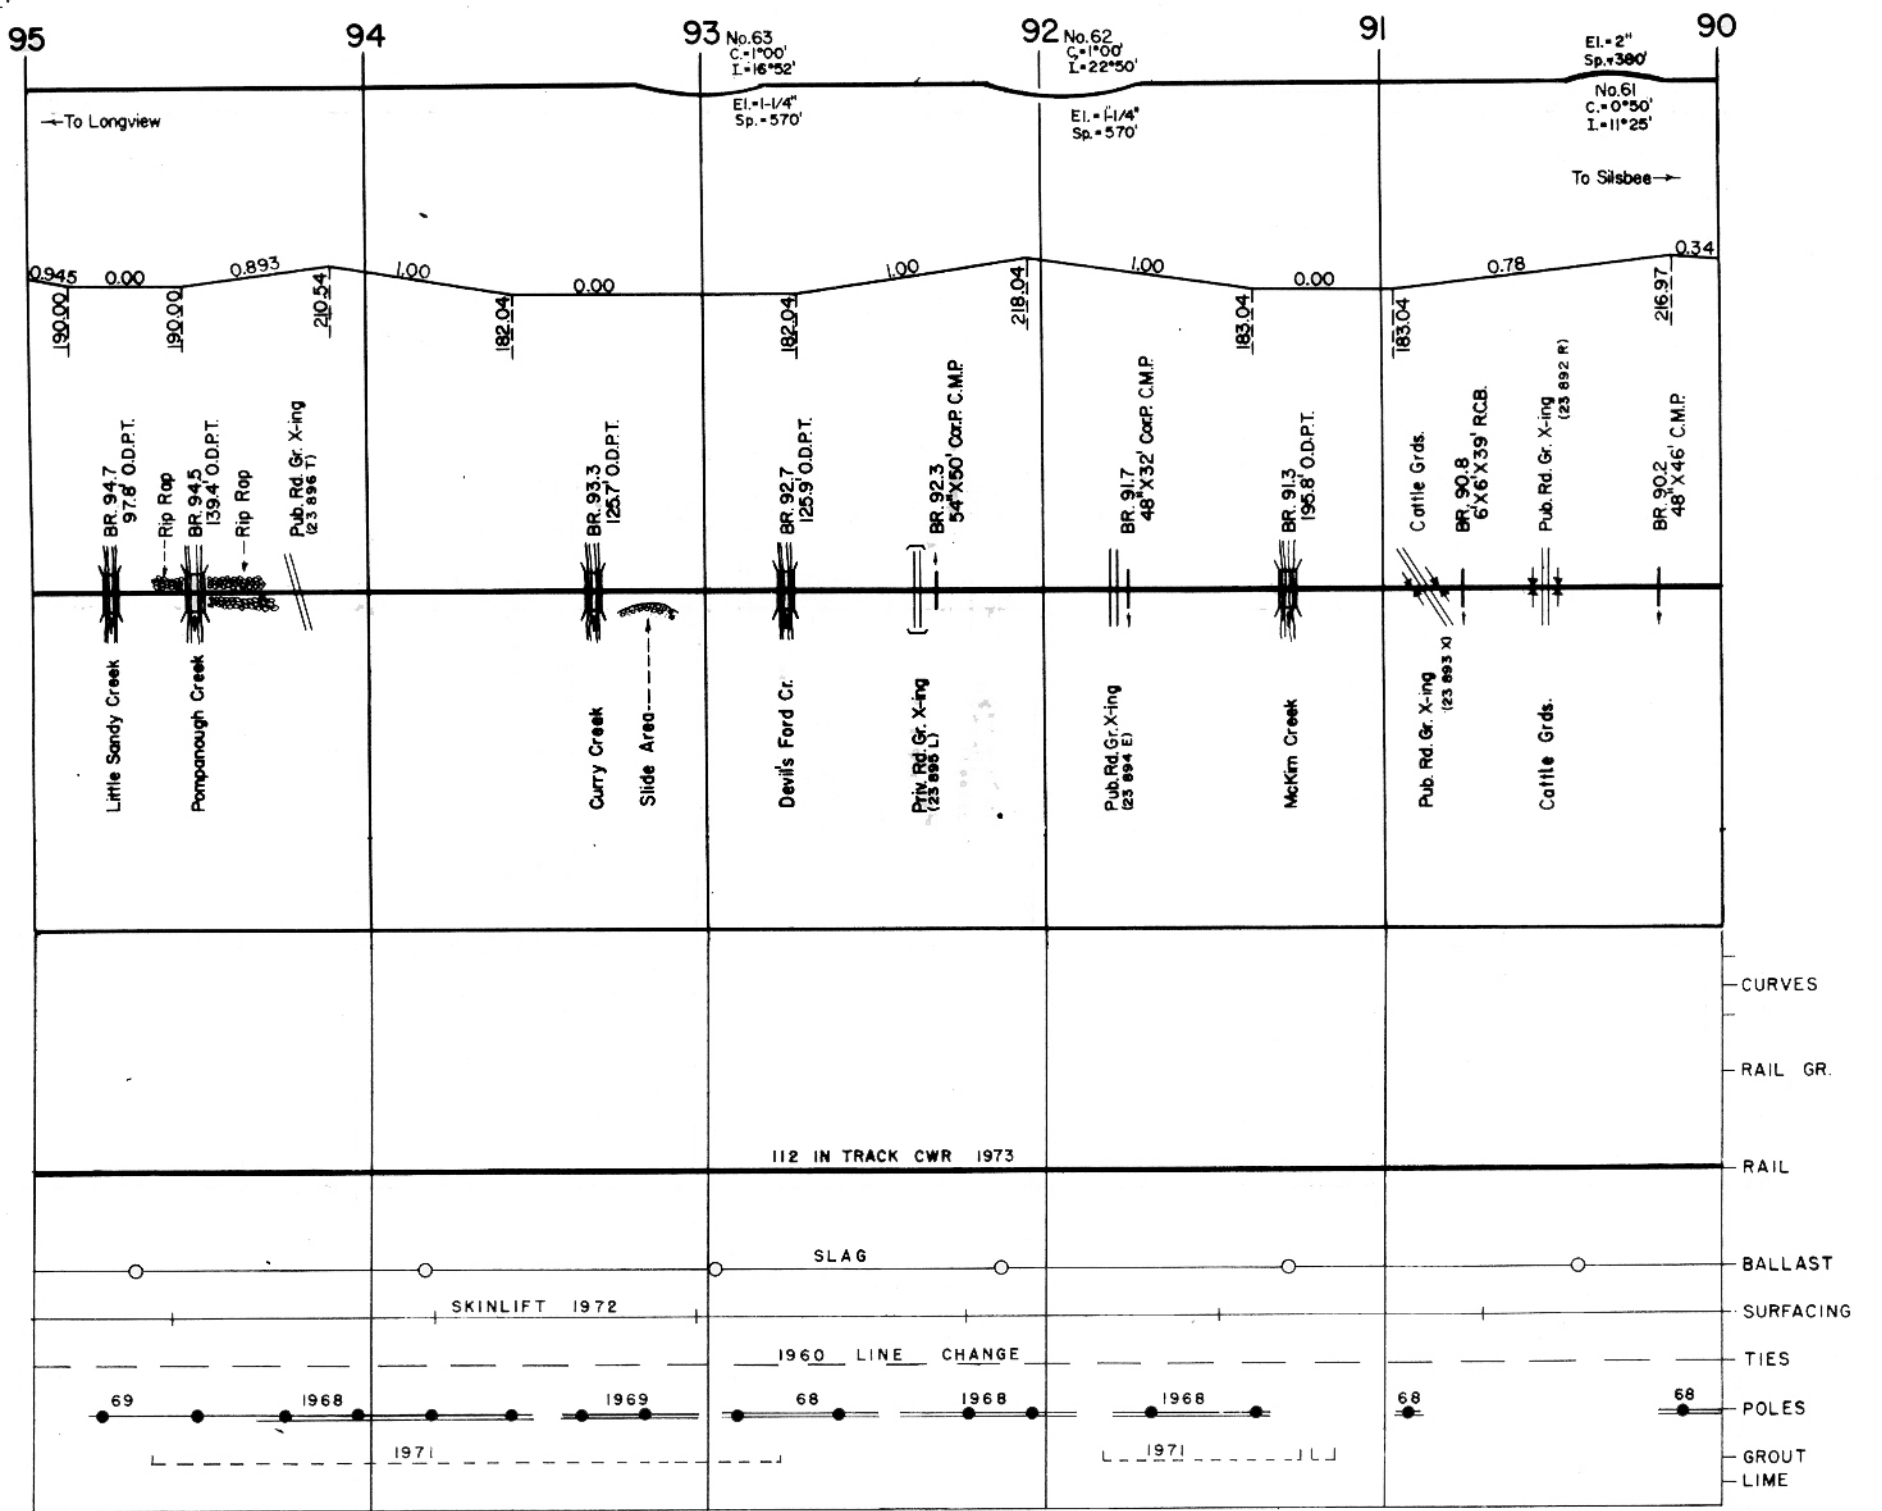 95
94
93
92
91
90
No.63
C.=1°00'
I.=16°52'
El.=1-1/4"
Sp.=570'
No.62
C.=1°00'
I.=22°50'
El.=1-1/4"
Sp.=570'
El.=2"
Sp.=380'
No.61
C.=0°50'
I.=11°25'
←To Longview
To Silsbee→
0.945
0.00
0.893
1.00
0.00
1.00
1.00
0.00
0.78
0.34
190.00
190.00
210.54
182.04
182.04
218.04
183.04
183.04
216.97
BR. 94.7
97.8' O.D.P.T.
Rip Rap
BR. 94.5
139.4' O.D.P.T.
Rip Rap
Pub. Rd. Gr. X-ing
(23 896 T)
BR. 93.3
125.7' O.D.P.T.
BR. 92.7
125.9' O.D.P.T.
BR. 92.3
54"X50' Cor.P. C.M.P.
BR. 91.7
48"X32' Cor.P. C.M.P.
BR. 91.3
195.8' O.D.P.T.
Cattle Grds.
BR. 90.8
6'X6'X39' R.C.B.
Pub. Rd. Gr. X-ing
(23 892 R)
BR. 90.2
48"X46' C.M.P.
Little Sandy Creek
Pompanaugh Creek
Curry Creek
Slide Area
Devil's Ford Cr.
Priv. Rd. Gr. X-ing
(23 895 L)
Pub. Rd. Gr. X-ing
(23 894 E)
McKim Creek
Pub. Rd. Gr. X-ing
(23 893 X)
Cattle Grds.
CURVES
RAIL GR.
112 IN TRACK CWR 1973
RAIL
SLAG
BALLAST
SKINLIFT 1972
SURFACING
1960 LINE CHANGE
TIES
69
1968
1969
68
1968
1968
68
68
POLES
1971
1971
GROUT
LIME